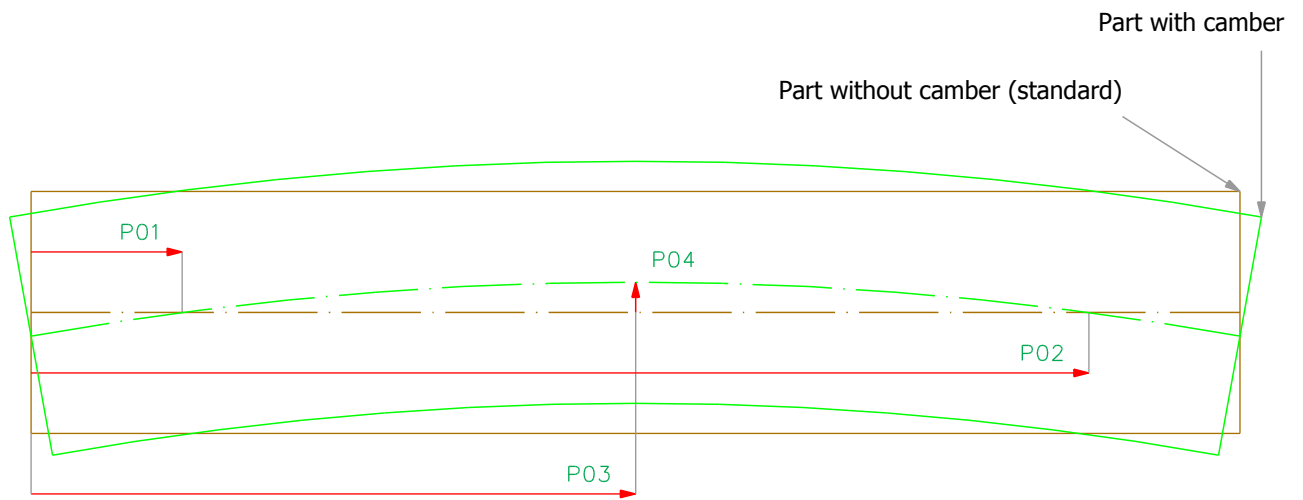 Part with camber
Part without camber (standard)
P01
P04
P02
P03